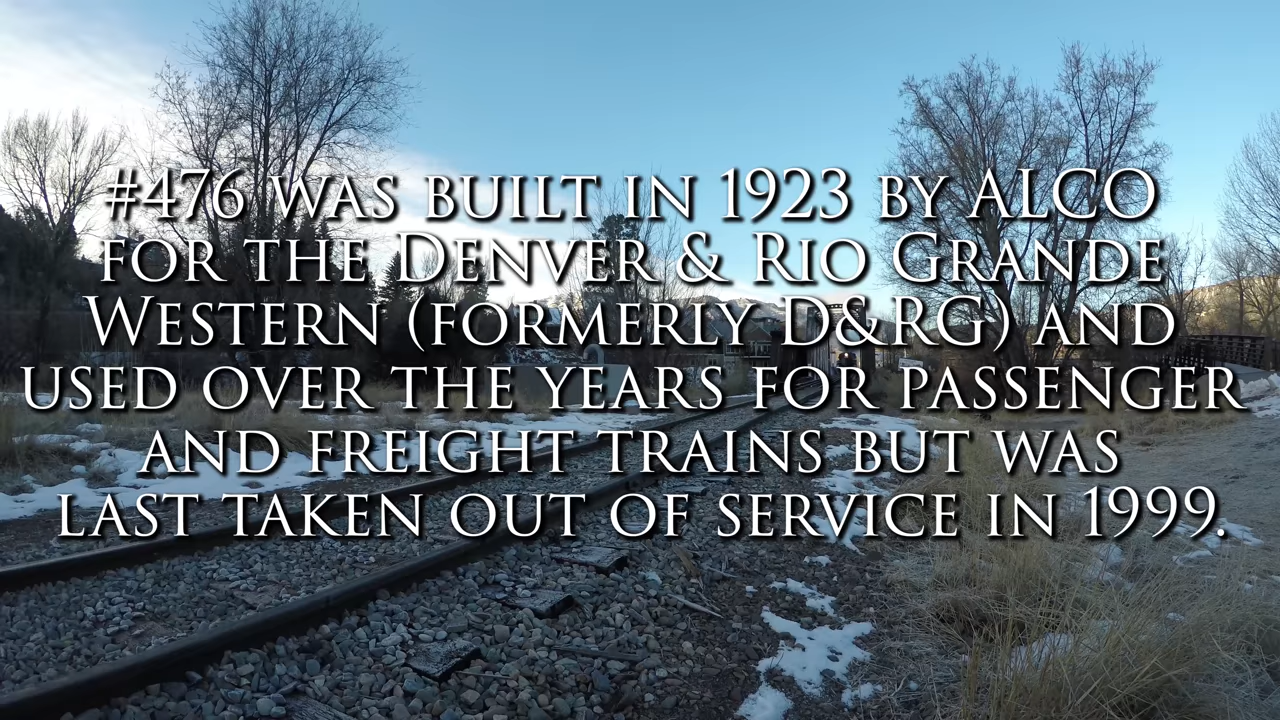 #476 was built in 1923 by ALCO
for the Denver & Rio Grande
Western (formerly D&RG) and
used over the years for passenger
and freight trains but was
last taken out of service in 1999.